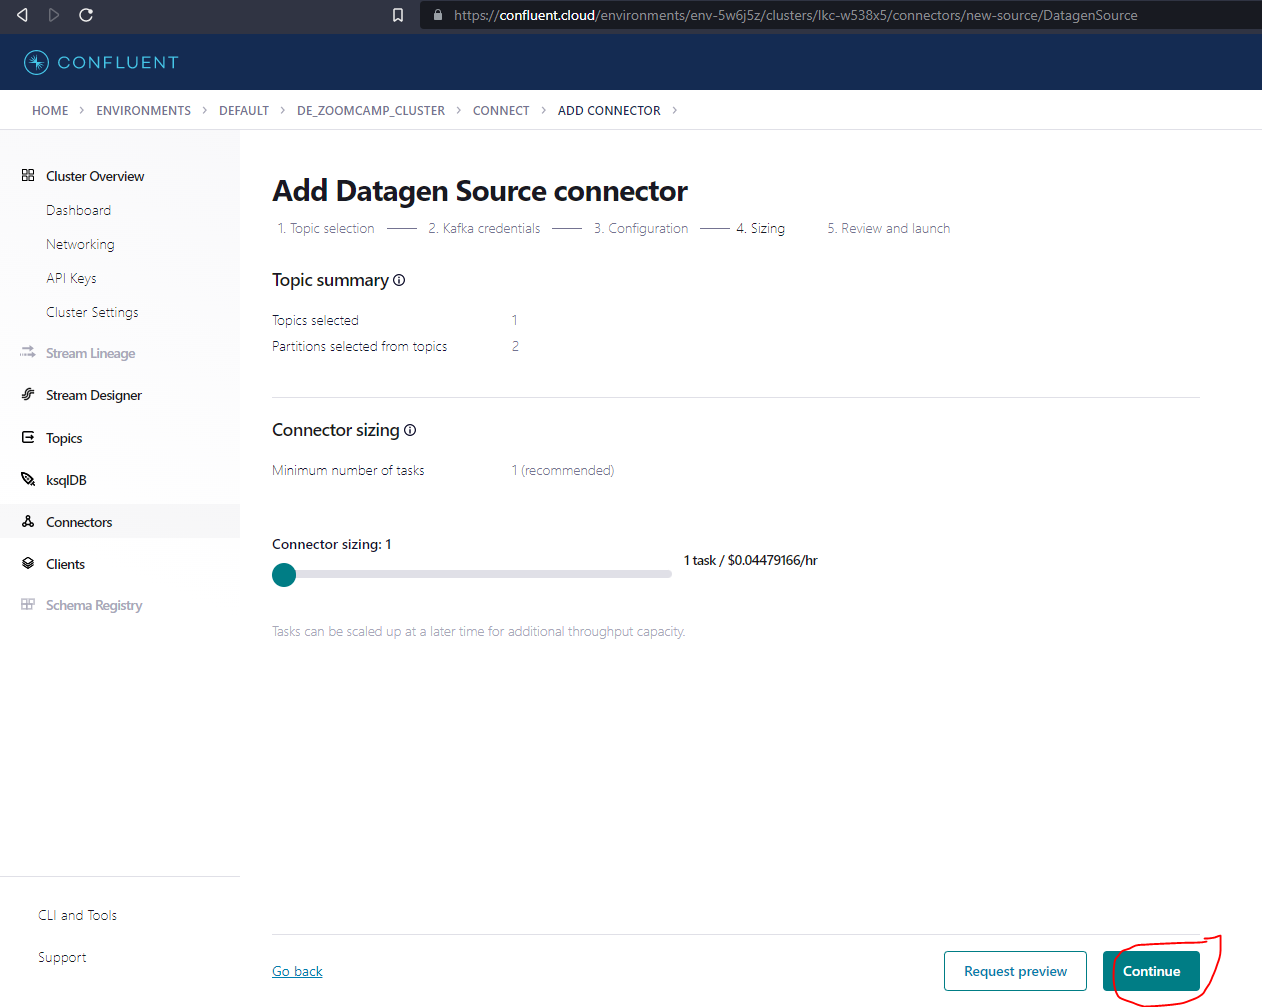 https://confluent.cloud/environments/env-5w6j5z/clusters/lkc-w538x5/connectors/new-source/DatagenSource
CONFLUENT
HOME > ENVIRONMENTS > DEFAULT > DE_ZOOMCAMP_CLUSTER > CONNECT > ADD CONNECTOR >
Cluster Overview
Dashboard
Networking
API Keys
Cluster Settings
Stream Lineage
Stream Designer
Topics
ksqlDB
Connectors
Clients
Schema Registry
CLI and Tools
Support
Add Datagen Source connector
1. Topic selection 2. Kafka credentials 3. Configuration 4. Sizing 5. Review and launch
Topic summary
Topics selected 1
Partitions selected from topics 2
Connector sizing
Minimum number of tasks 1 (recommended)
Connector sizing: 1
1 task / $0.04479166/hr
Tasks can be scaled up at a later time for additional throughput capacity.
Go back Request preview Continue